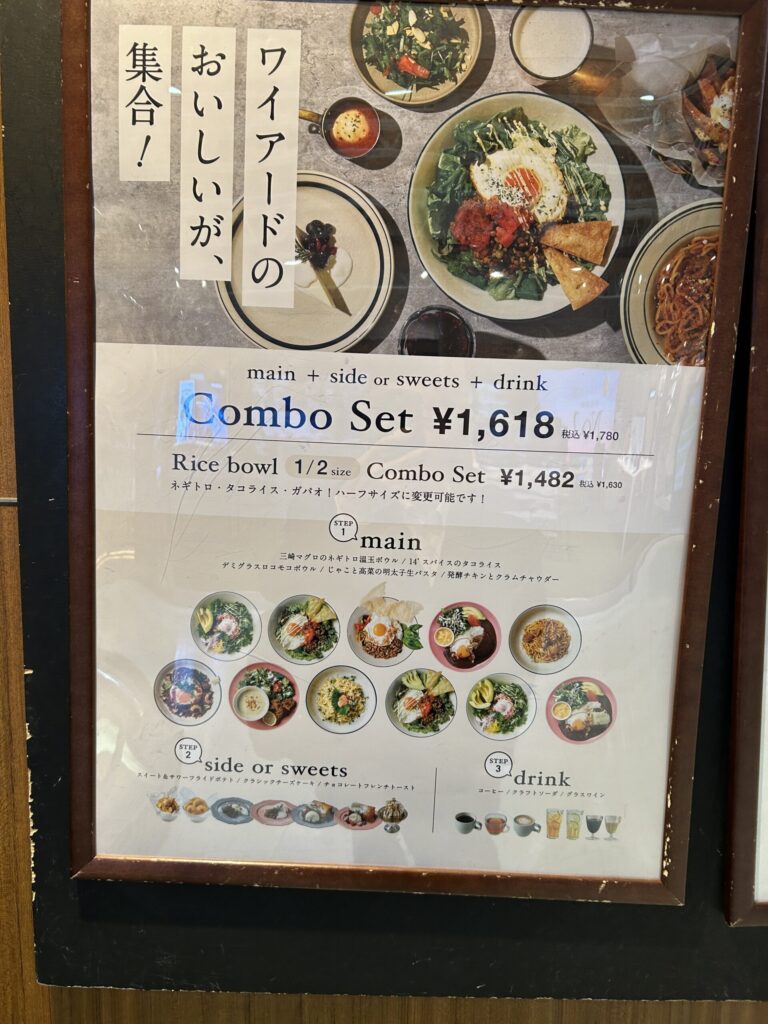 ワイアードの
おいしいが、
集合!
main + side or sweets + drink
Combo Set ¥1,618 税込 ¥1,780
Rice bowl 1/2 size Combo Set ¥1,482 税込 ¥1,630
ネギトロ・タコライス・ガパオ!ハーフサイズに変更可能です!
STEP 1 main
三崎マグロのネギトロ温玉ボウル / 14'スパイスのタコライス
デミグラスロコモコボウル / じゃこと高菜の明太子生パスタ / 発酵チキンとクラムチャウダー
STEP 2 side or sweets
スイート&サワーフライドポテト / クラシックチーズケーキ / チョコレートフレンチトースト
STEP 3 drink
コーヒー / クラフトソーダ / グラスワイン